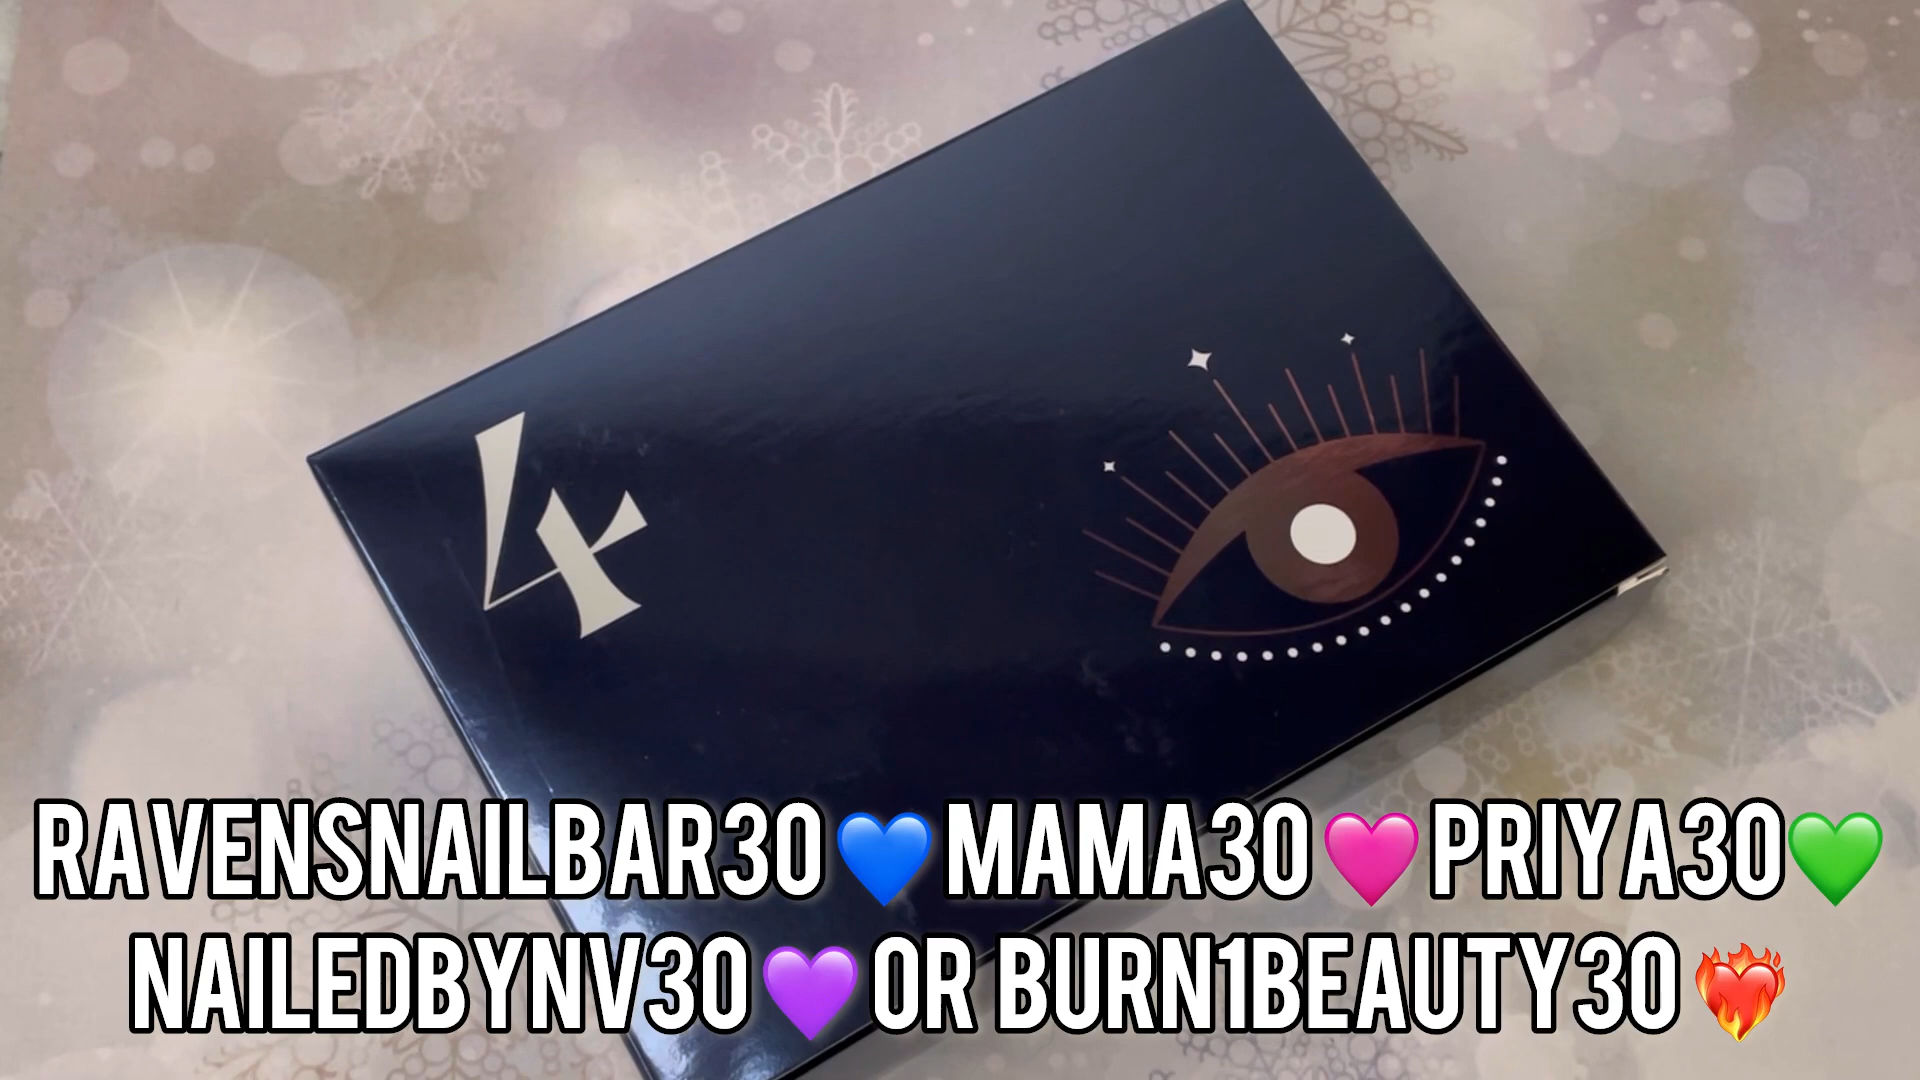 4
RAVENSNAILBAR30💙MAMA30🩷PRIYA30💚
NAILEDBYNV30💜OR BURN1BEAUTY30❤️‍🔥